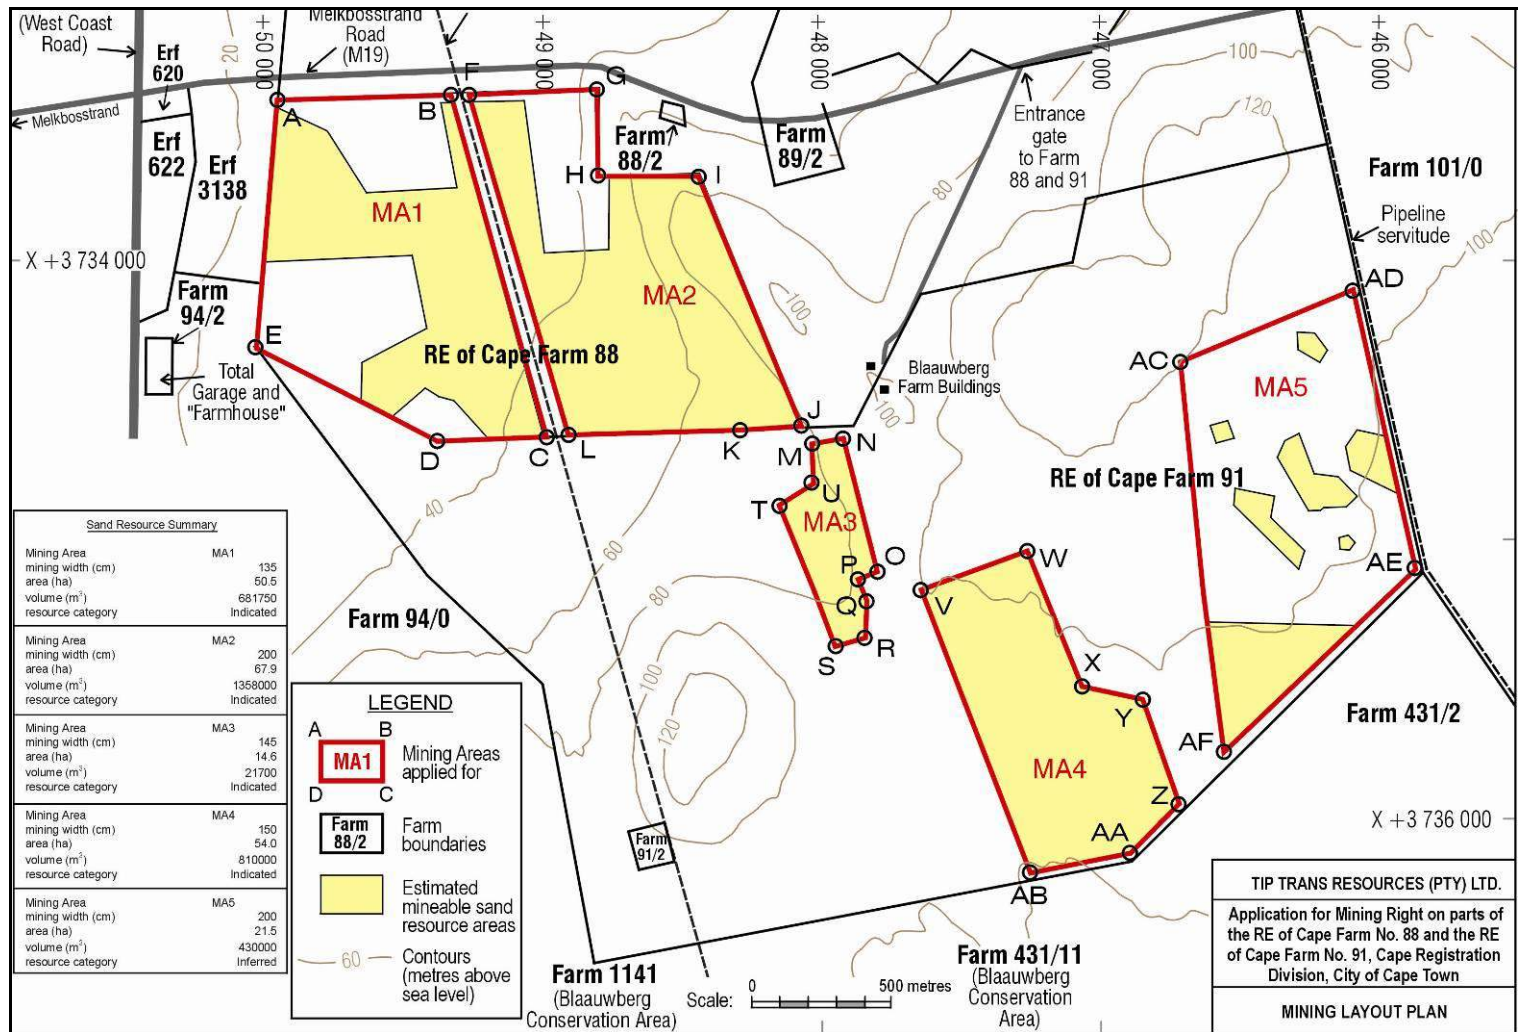 (West Coast
Road)
Melkbosstrand
Road
(M19)
+50 000
+49 000
+48 000
+47 000
+46 000
Erf
620
20
Melkbosstrand
Erf
622
Erf
3138
A
B
F
G
H
I
Farm
88/2
Farm
89/2
Entrance
gate
to Farm
88 and 91
100
120
80
Farm 101/0
Pipeline
servitude
100
X +3 734 000
MA1
MA2
100
Farm
94/2
E
Total
Garage and
"Farmhouse"
RE of Cape Farm 88
Blaauwberg
Farm Buildings
100
AC
AD
MA5
D
C
L
K
J
M
N
U
T
MA3
RE of Cape Farm 91
40
60
80
100
120
O
P
Q
R
S
V
W
X
Y
Z
AA
AB
MA4
AE
AF
Farm 94/0
Farm 431/2
X +3 736 000
Farm
91/2
Farm 1141
(Blaauwberg
Conservation Area)
Farm 431/11
(Blaauwberg
Conservation
Area)
Scale:
0
500 metres
Sand Resource Summary
Mining Area MA1
mining width (cm) 135
area (ha) 50.5
volume (m³) 681750
resource category Indicated
Mining Area MA2
mining width (cm) 200
area (ha) 67.9
volume (m³) 1358000
resource category Indicated
Mining Area MA3
mining width (cm) 145
area (ha) 14.6
volume (m³) 21700
resource category Indicated
Mining Area MA4
mining width (cm) 150
area (ha) 54.0
volume (m³) 810000
resource category Indicated
Mining Area MA5
mining width (cm) 200
area (ha) 21.5
volume (m³) 430000
resource category Inferred
LEGEND
A B
MA1
D C
Mining Areas
applied for
Farm
88/2
Farm
boundaries
Estimated
mineable sand
resource areas
60
Contours
(metres above
sea level)
TIP TRANS RESOURCES (PTY) LTD.
Application for Mining Right on parts of
the RE of Cape Farm No. 88 and the RE
of Cape Farm No. 91, Cape Registration
Division, City of Cape Town
MINING LAYOUT PLAN